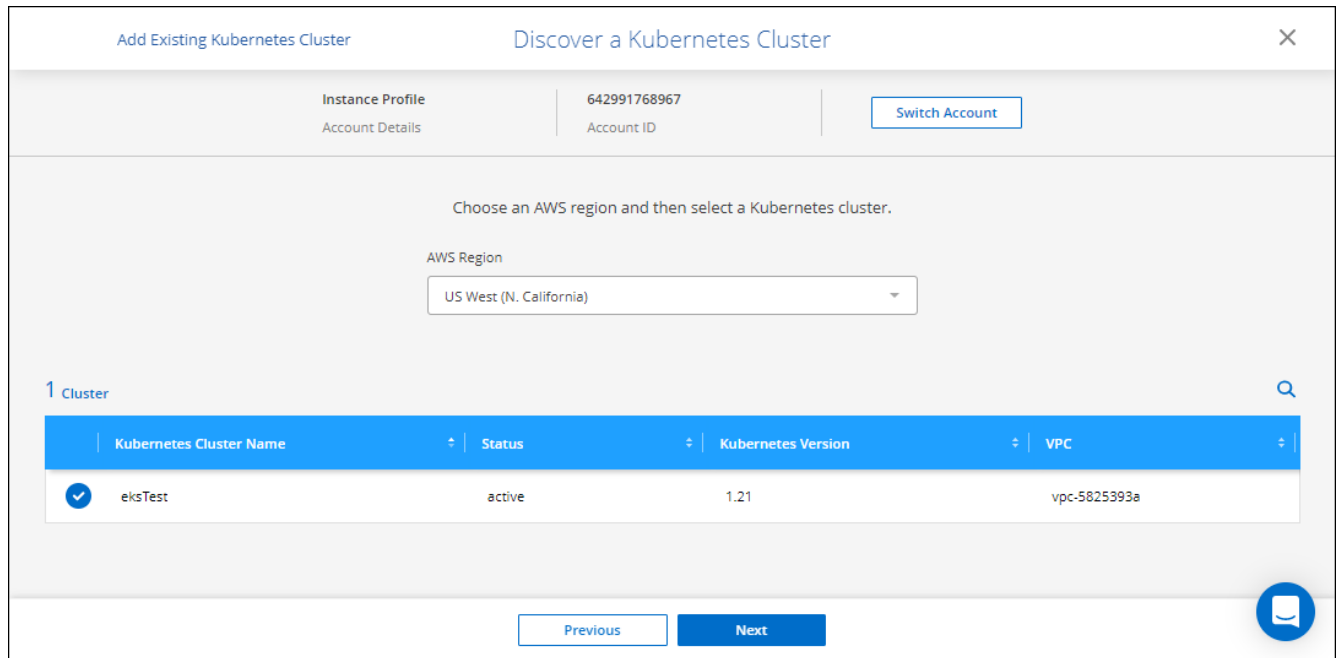 Add Existing Kubernetes Cluster
Discover a Kubernetes Cluster
Instance Profile
Account Details
642991768967
Account ID
Switch Account
Choose an AWS region and then select a Kubernetes cluster.
AWS Region
US West (N. California)
1 Cluster
Kubernetes Cluster Name Status Kubernetes Version VPC
eksTest active 1.21 vpc-5825393a
Previous
Next